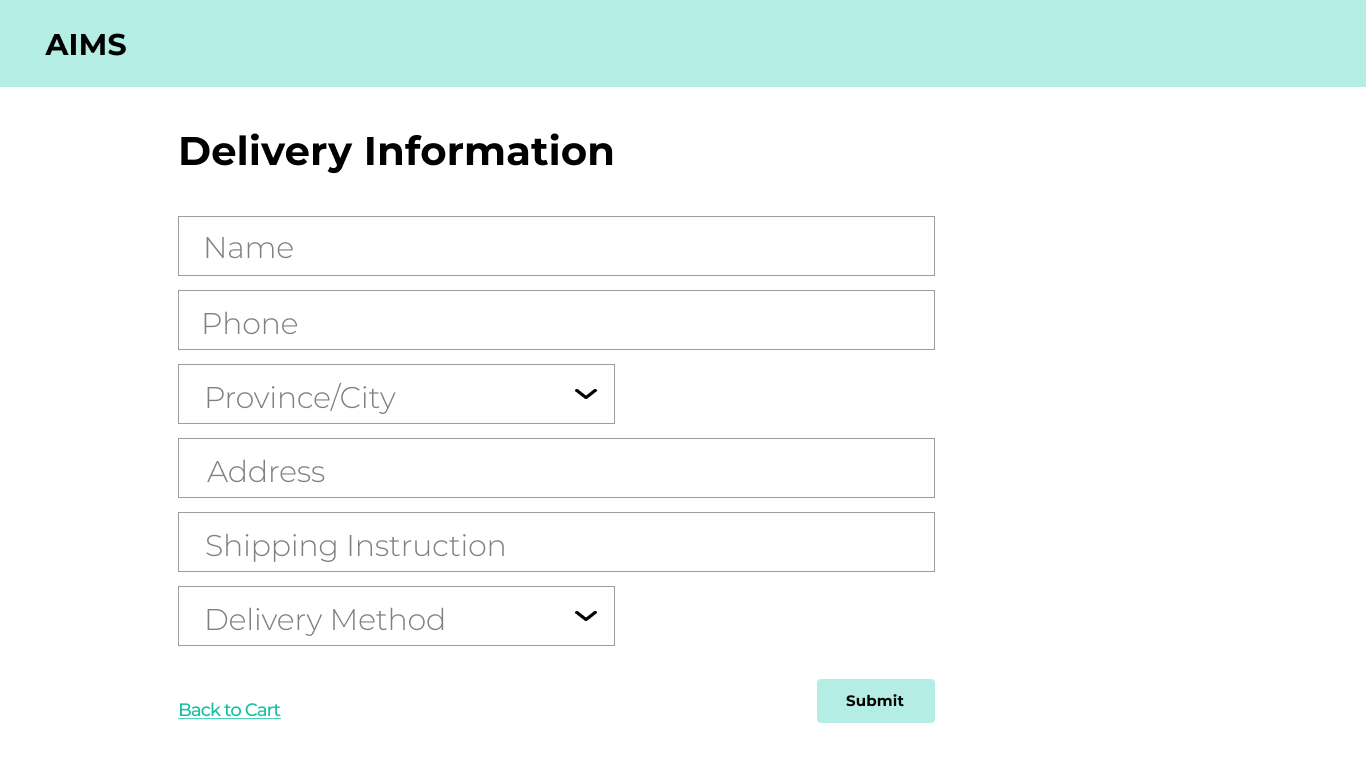 AIMS
Delivery Information
Name
Phone
Province/City
Address
Shipping Instruction
Delivery Method
Back to Cart
Submit